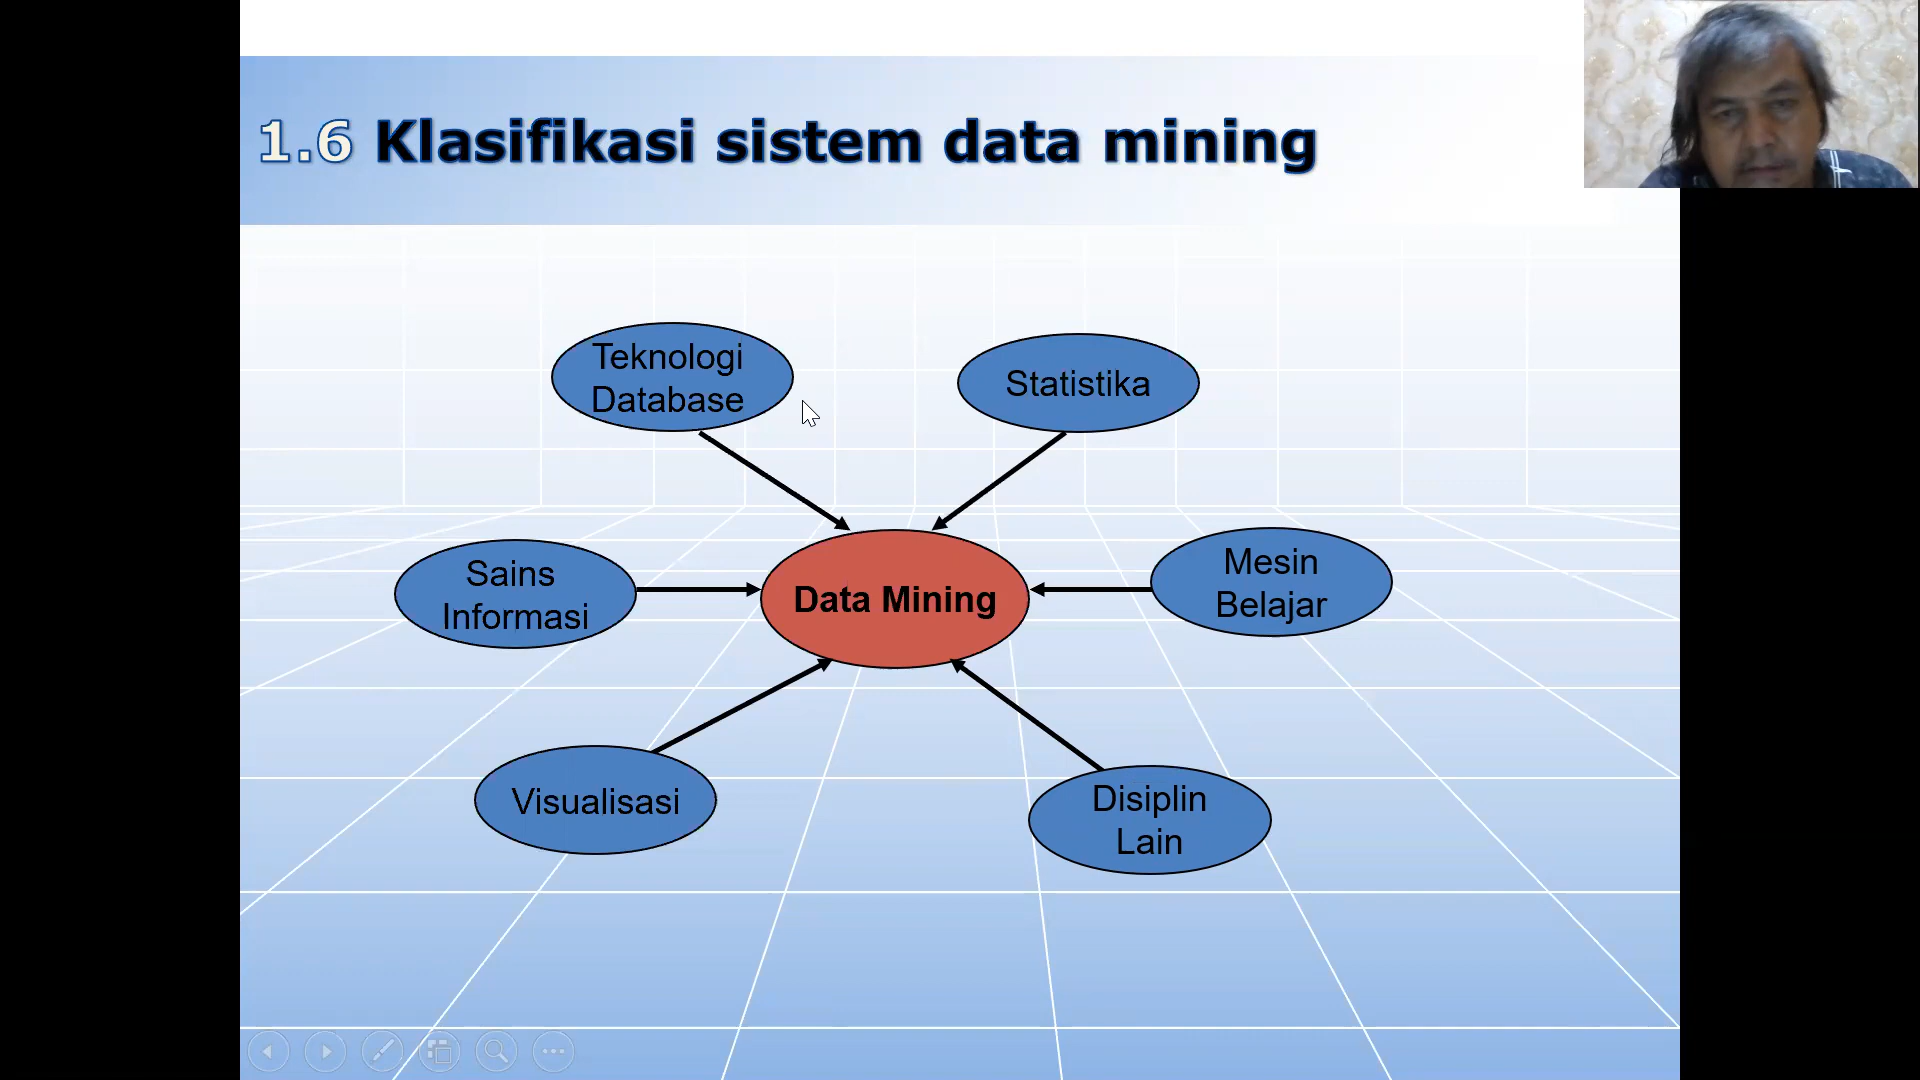 1.6 Klasifikasi sistem data mining
Teknologi
Database
Statistika
Sains
Informasi
Data Mining
Mesin
Belajar
Visualisasi
Disiplin
Lain